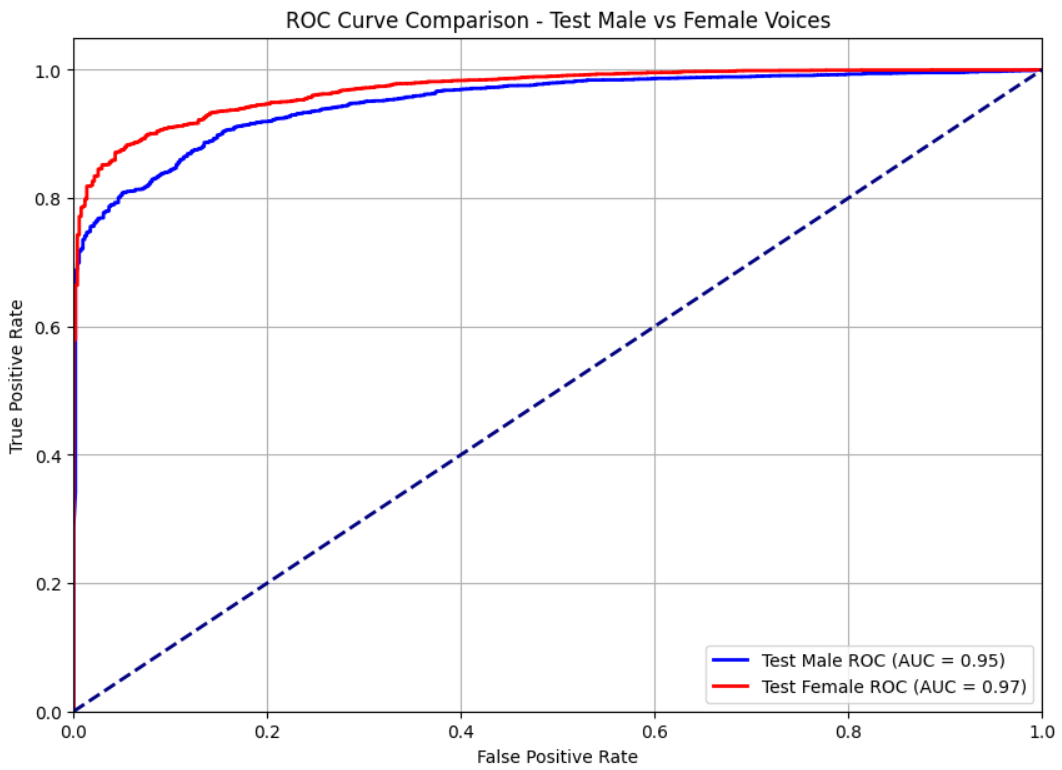 ROC Curve Comparison - Test Male vs Female Voices
1.0
0.8
0.6
0.4
0.2
0.0
True Positive Rate
0.0 0.2 0.4 0.6 0.8 1.0
False Positive Rate
Test Male ROC (AUC = 0.95)
Test Female ROC (AUC = 0.97)